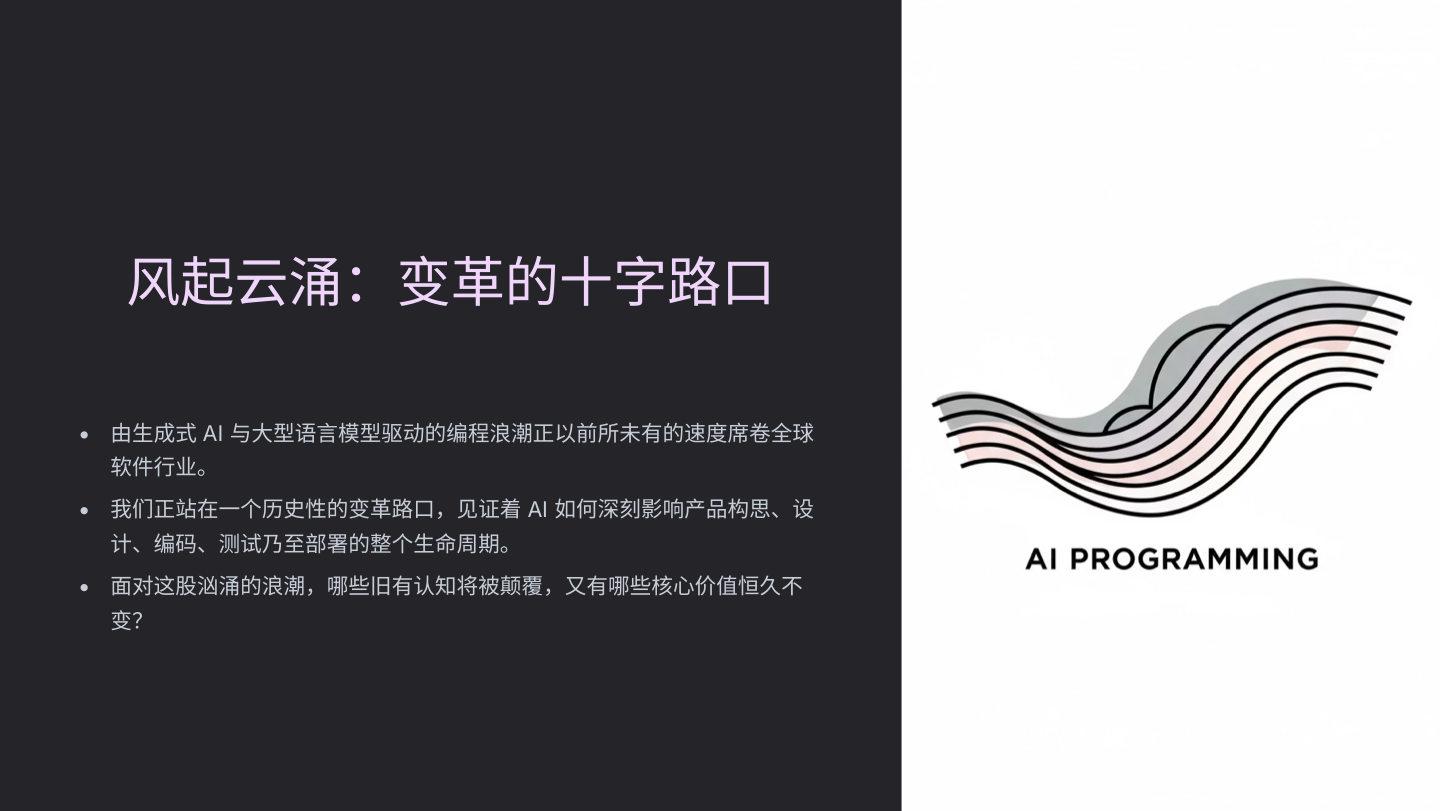 风起云涌：变革的十字路口
由生成式 AI 与大型语言模型驱动的编程浪潮正以前所未有的速度席卷全球
软件行业。
我们正站在一个历史性的变革路口，见证着 AI 如何深刻影响产品构思、设
计、编码、测试乃至部署的整个生命周期。
面对这股汹涌的浪潮，哪些旧有认知将被颠覆，又有哪些核心价值恒久不
变？
AI PROGRAMMING